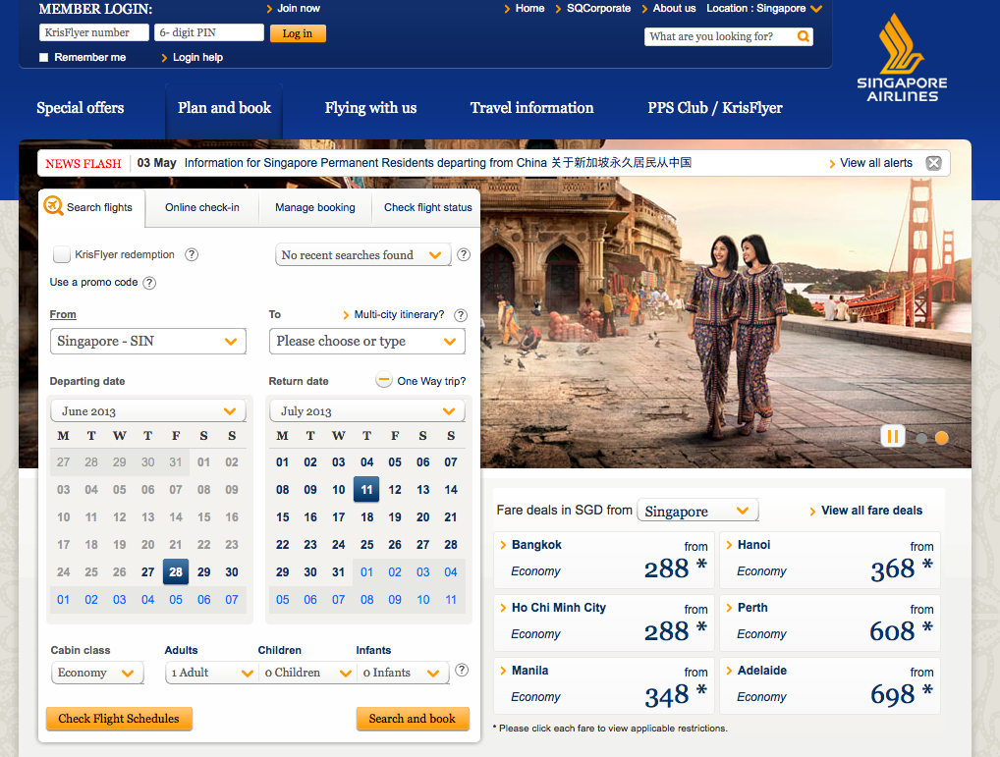 MEMBER LOGIN:
Join now
Home
SQCorporate
About us
Location : Singapore
KrisFlyer number
6- digit PIN
Log in
What are you looking for?
Remember me
Login help
SINGAPORE
AIRLINES
Special offers
Plan and book
Flying with us
Travel information
PPS Club / KrisFlyer
NEWS FLASH
03 May Information for Singapore Permanent Residents departing from China 关于新加坡永久居民从中国
View all alerts
Search flights
Online check-in
Manage booking
Check flight status
KrisFlyer redemption ?
No recent searches found ?
Use a promo code ?
From
To
Multi-city itinerary? ?
Singapore - SIN
Please choose or type
Departing date
Return date
One Way trip?
June 2013
M T W T F S S
27 28 29 30 31 01 02
03 04 05 06 07 08 09
10 11 12 13 14 15 16
17 18 19 20 21 22 23
24 25 26 27 28 29 30
01 02 03 04 05 06 07
July 2013
M T W T F S S
01 02 03 04 05 06 07
08 09 10 11 12 13 14
15 16 17 18 19 20 21
22 23 24 25 26 27 28
29 30 31 01 02 03 04
05 06 07 08 09 10 11
Cabin class
Adults
Children
Infants
Economy
1 Adult
0 Children
0 Infants
?
Check Flight Schedules
Search and book
Fare deals in SGD from Singapore
View all fare deals
Bangkok from
Economy 288 *
Hanoi from
Economy 368 *
Ho Chi Minh City from
Economy 288 *
Perth from
Economy 608 *
Manila from
Economy 348 *
Adelaide from
Economy 698 *
* Please click each fare to view applicable restrictions.